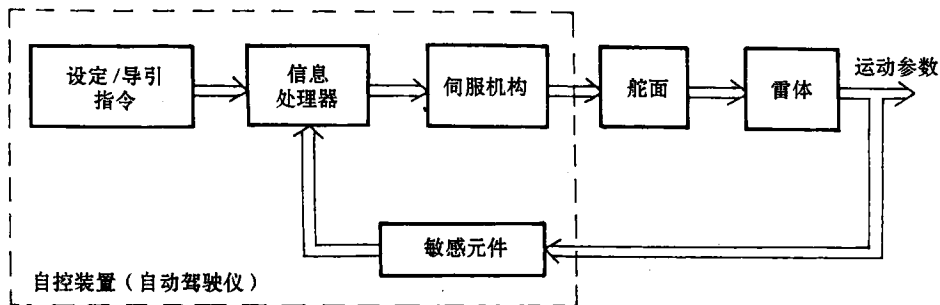 设定/导引
指令
信息
处理器
伺服机构
舵面
雷体
运动参数
敏感元件
自控装置(自动驾驶仪)